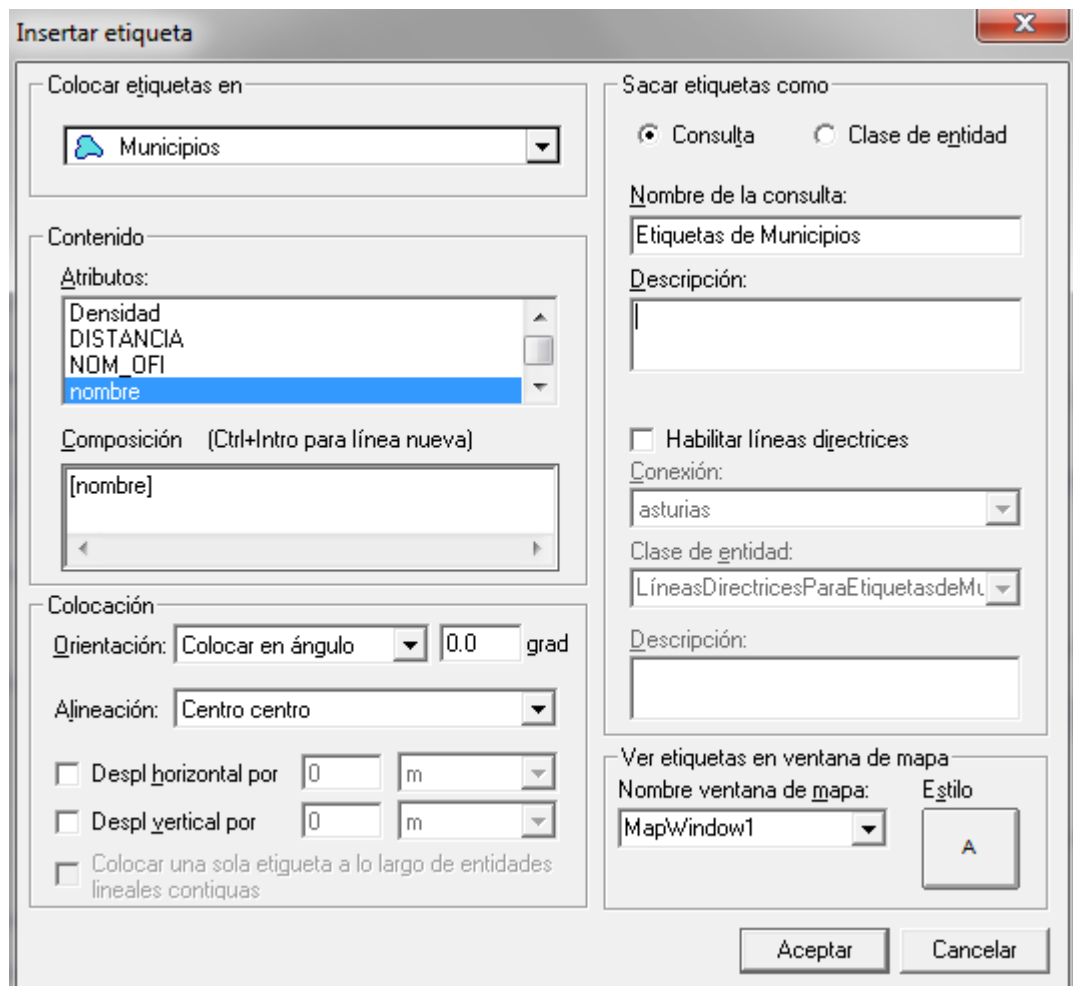 Insertar etiqueta
Colocar etiquetas en
Municipios
Contenido
Atributos:
Densidad
DISTANCIA
NOM_OFI
nombre
Composición (Ctrl+Intro para línea nueva)
[nombre]
Colocación
Orientación: Colocar en ángulo 0.0 grad
Alineación: Centro centro
Despl horizontal por 0 m
Despl vertical por 0 m
Colocar una sola etigueta a lo largo de entidades
lineales contiguas
Sacar etiquetas como
Consulta Clase de entidad
Nombre de la consulta:
Etiquetas de Municipios
Descripción:
Habilitar líneas directrices
Conexión:
asturias
Clase de entidad:
LíneasDirectricesParaEtiquetasdeMu
Descripción:
Ver etiquetas en ventana de mapa
Nombre ventana de mapa: Estilo
MapWindow1 A
Aceptar Cancelar